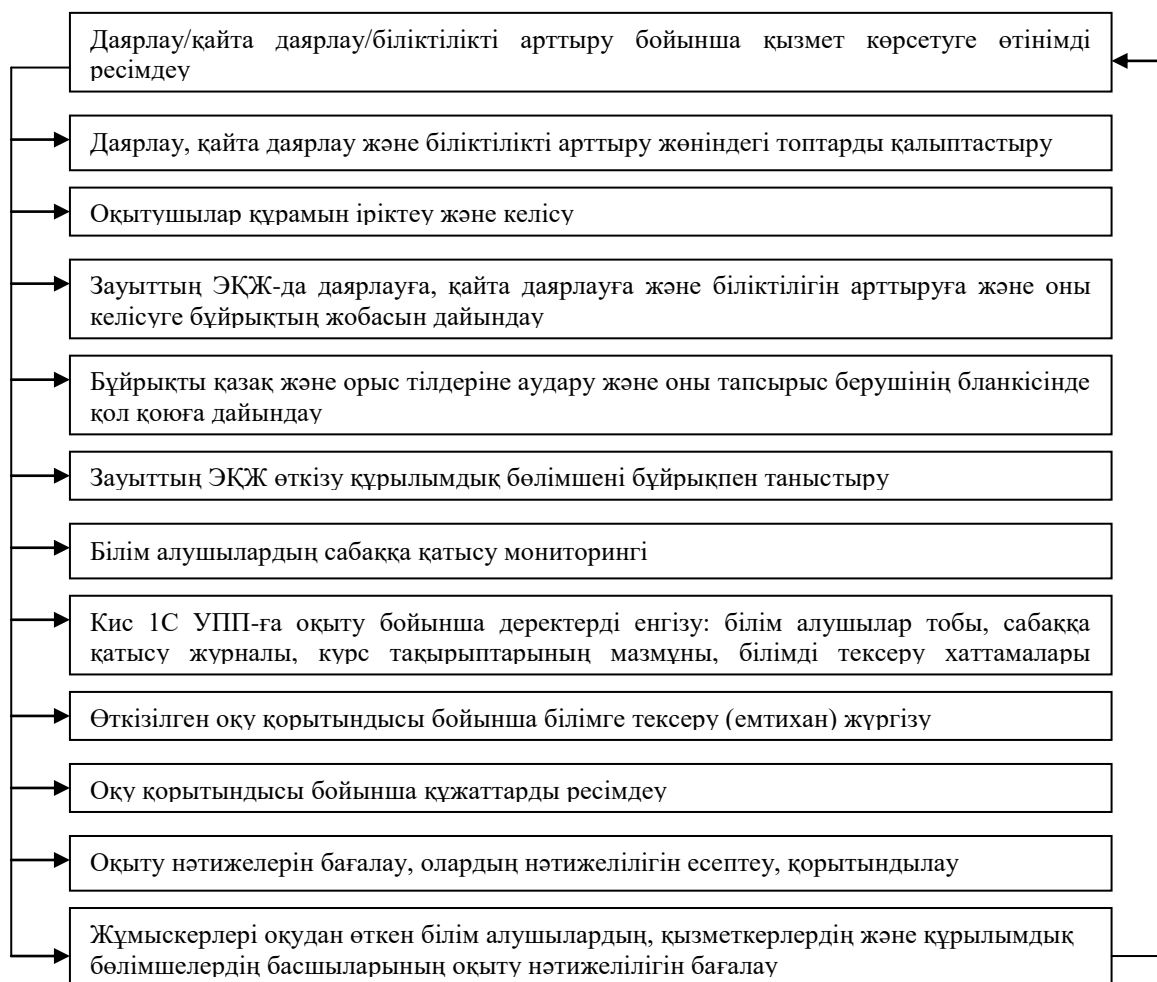 Даярлау/қайта даярлау/біліктілікті арттыру бойынша қызмет көрсетуге өтінімді
ресімдеу
Даярлау, қайта даярлау және біліктілікті арттыру жөніндегі топтарды қалыптастыру
Оқытушылар құрамын іріктеу және келісу
Зауыттың ЭҚЖ-да даярлауға, қайта даярлауға және біліктілігін арттыруға және оны
келісуге бұйрықтың жобасын дайындау
Бұйрықты қазақ және орыс тілдеріне аудару және оны тапсырыс берушінің бланкісінде
қол қоюға дайындау
Зауыттың ЭҚЖ өткізу құрылымдық бөлімшені бұйрықпен таныстыру
Білім алушылардың сабаққа қатысу мониторингі
Кис 1С УПП-ға оқыту бойынша деректерді енгізу: білім алушылар тобы, сабаққа
қатысу журналы, курс тақырыптарының мазмұны, білімді тексеру хаттамалары
Өткізілген оқу қорытындысы бойынша білімге тексеру (емтихан) жүргізу
Оқу қорытындысы бойынша құжаттарды ресімдеу
Оқыту нәтижелерін бағалау, олардың нәтижелілігін есептеу, қорытындылау
Жұмыскерлері оқудан өткен білім алушылардың, қызметкерлердің және құрылымдық
бөлімшелердің басшыларының оқыту нәтижелілігін бағалау